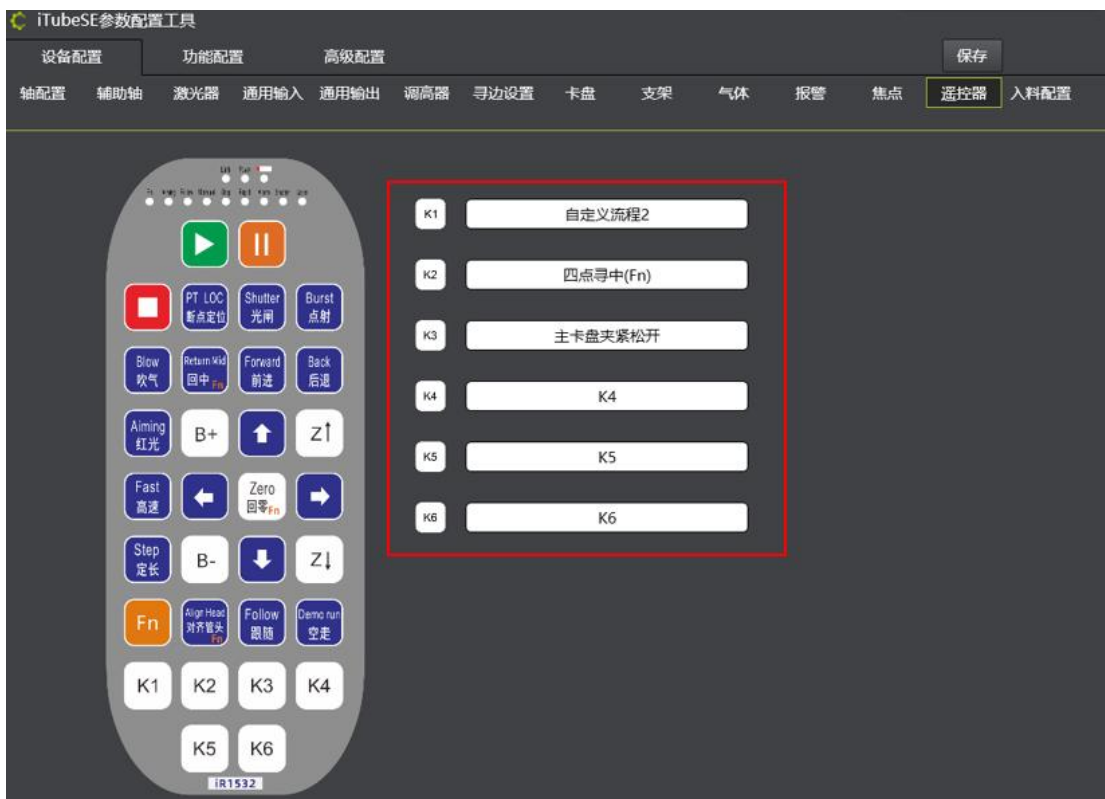 iTubeSE参数配置工具
设备配置 功能配置 高级配置 保存
轴配置 辅助轴 激光器 通用输入 通用输出 调高器 寻边设置 卡盘 支架 气体 报警 焦点 遥控器 入料配置
K1 自定义流程2
K2 四点寻中(Fn)
K3 主卡盘夹紧松开
K4 K4
K5 K5
K6 K6
PT LOC Shutter Burst
断点定位 光闸 点射
Blow Return Mid Forward Back
吹气 回中 Fn 前进 后退
Aiming
红光 B+ Z↑
Fast Zero
高速 回零 Fn
Step
定长 B- Z↓
Fn Align Head Follow Demo run
对齐管头 Fn 跟随 空走
K1 K2 K3 K4
K5 K6
iR1532